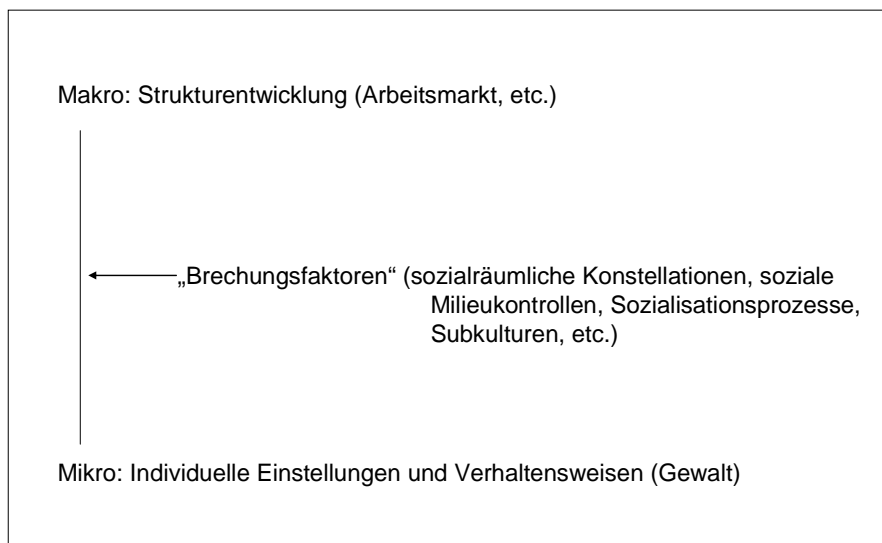 Makro: Strukturentwicklung (Arbeitsmarkt, etc.)
„Brechungsfaktoren“ (sozialräumliche Konstellationen, soziale
Milieukontrollen, Sozialisationsprozesse,
Subkulturen, etc.)
Mikro: Individuelle Einstellungen und Verhaltensweisen (Gewalt)